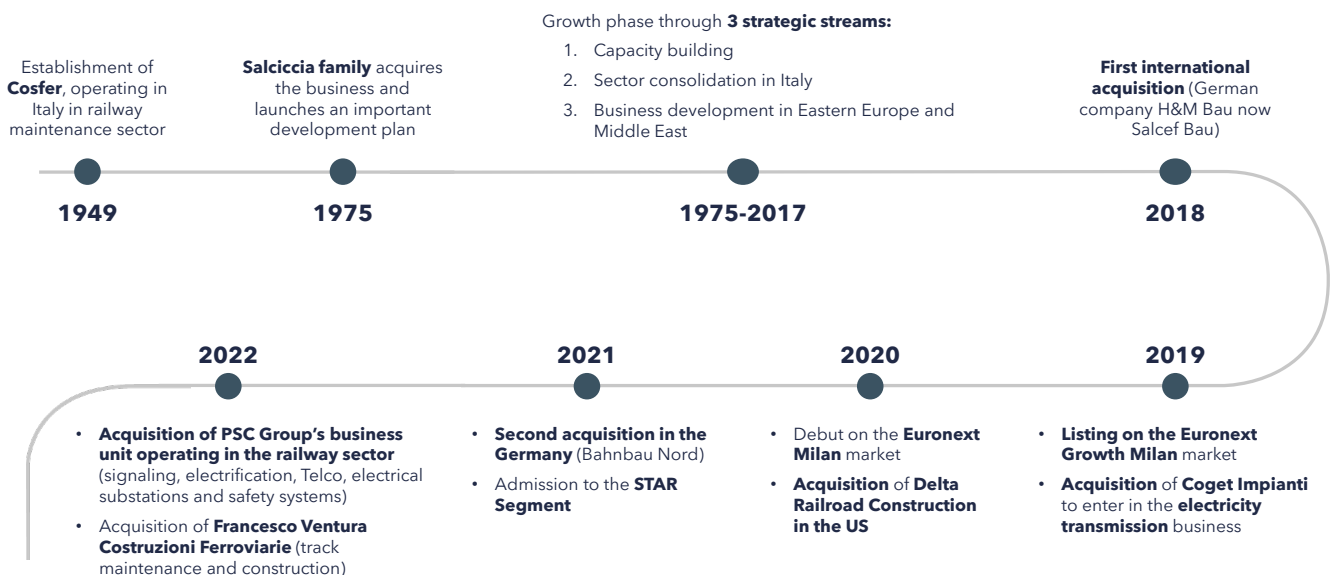 Establishment of
Cosfer, operating in
Italy in railway
maintenance sector
1949
Salciccia family acquires
the business and
launches an important
development plan
1975
Growth phase through 3 strategic streams:
1. Capacity building
2. Sector consolidation in Italy
3. Business development in Eastern Europe and
Middle East
1975-2017
First international
acquisition (German
company H&M Bau now
Salcef Bau)
2018
2019
• Listing on the Euronext
Growth Milan market
• Acquisition of Coget Impianti
to enter in the electricity
transmission business
2020
• Debut on the Euronext
Milan market
• Acquisition of Delta
Railroad Construction
in the US
2021
• Second acquisition in the
Germany (Bahnbau Nord)
• Admission to the STAR
Segment
2022
• Acquisition of PSC Group’s business
unit operating in the railway sector
(signaling, electrification, Telco, electrical
substations and safety systems)
• Acquisition of Francesco Ventura
Costruzioni Ferroviarie (track
maintenance and construction)